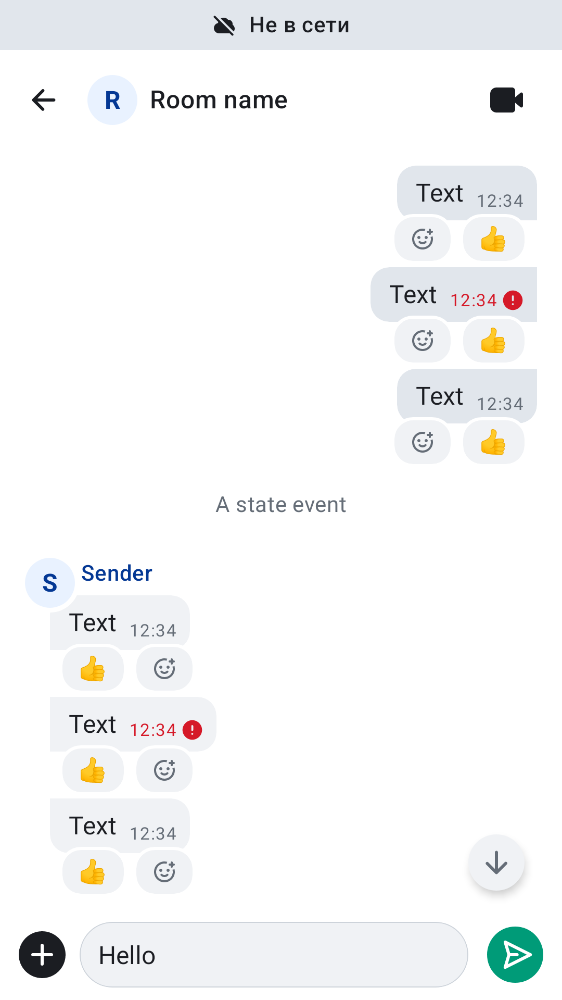 Не в сети
R Room name
Text 12:34
👍
Text 12:34
👍
Text 12:34
👍
A state event
S Sender
Text 12:34
👍
Text 12:34
👍
Text 12:34
👍
Hello